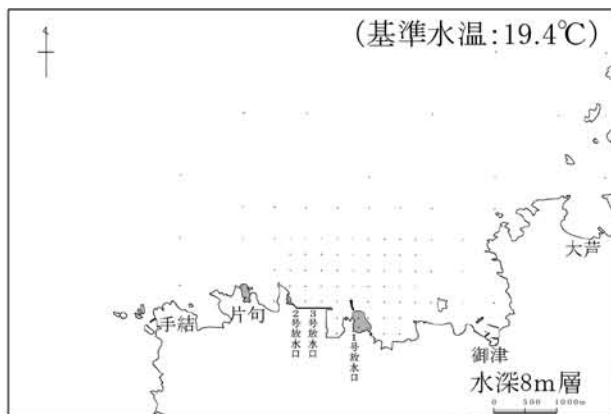 (基準水温:19.4℃)
大芦
手結
片句
2号放水口
3号放水口
1号放水口
御津
水深8m層
0 500 1000m